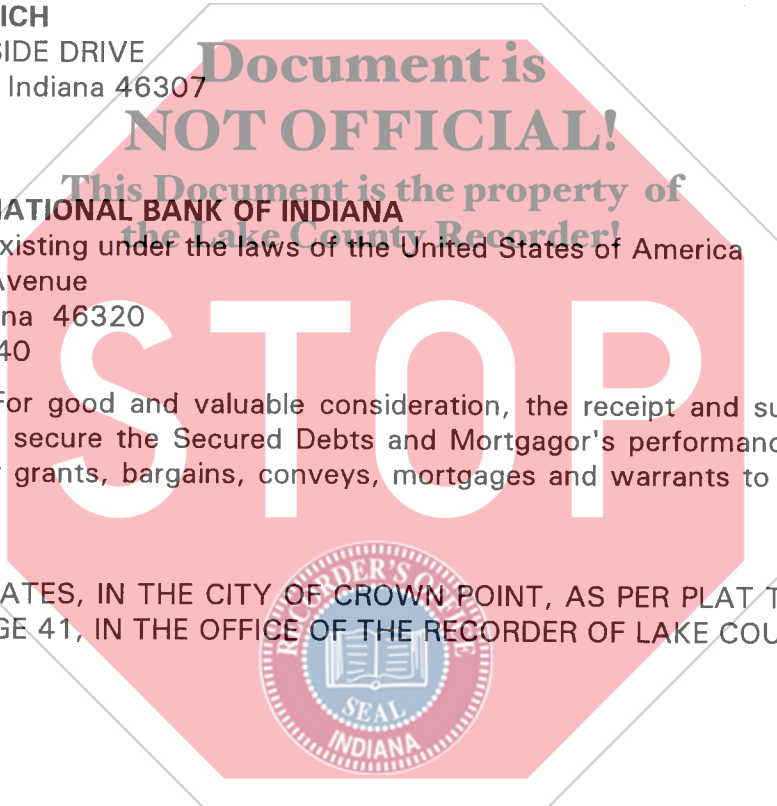 ICH
SIDE DRIVE
Indiana 46307
Document is
NOT OFFICIAL!
This Document is the property of
the Lake County Recorder!
NATIONAL BANK OF INDIANA
xisting under the laws of the United States of America
Avenue
na 46320
40
STOP
For good and valuable consideration, the receipt and su
secure the Secured Debts and Mortgagor's performanc
grants, bargains, conveys, mortgages and warrants to
ATES, IN THE CITY OF CROWN POINT, AS PER PLAT T
GE 41, IN THE OFFICE OF THE RECORDER OF LAKE COU
RECORDER'S OFFICE
SEAL
INDIANA